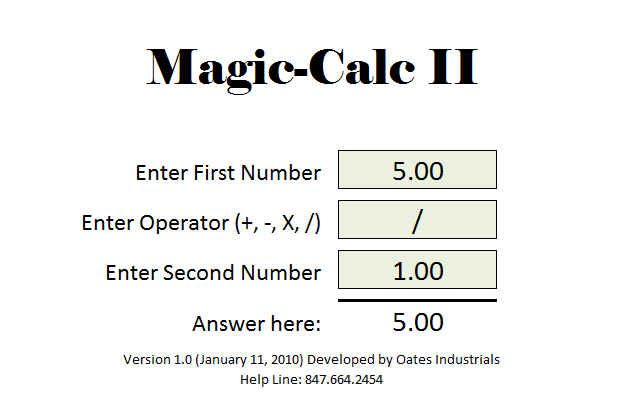 Magic-Calc II
Enter First Number 5.00
Enter Operator (+, -, X, /) /
Enter Second Number 1.00
Answer here: 5.00
Version 1.0 (January 11, 2010) Developed by Oates Industrials
Help Line: 847.664.2454